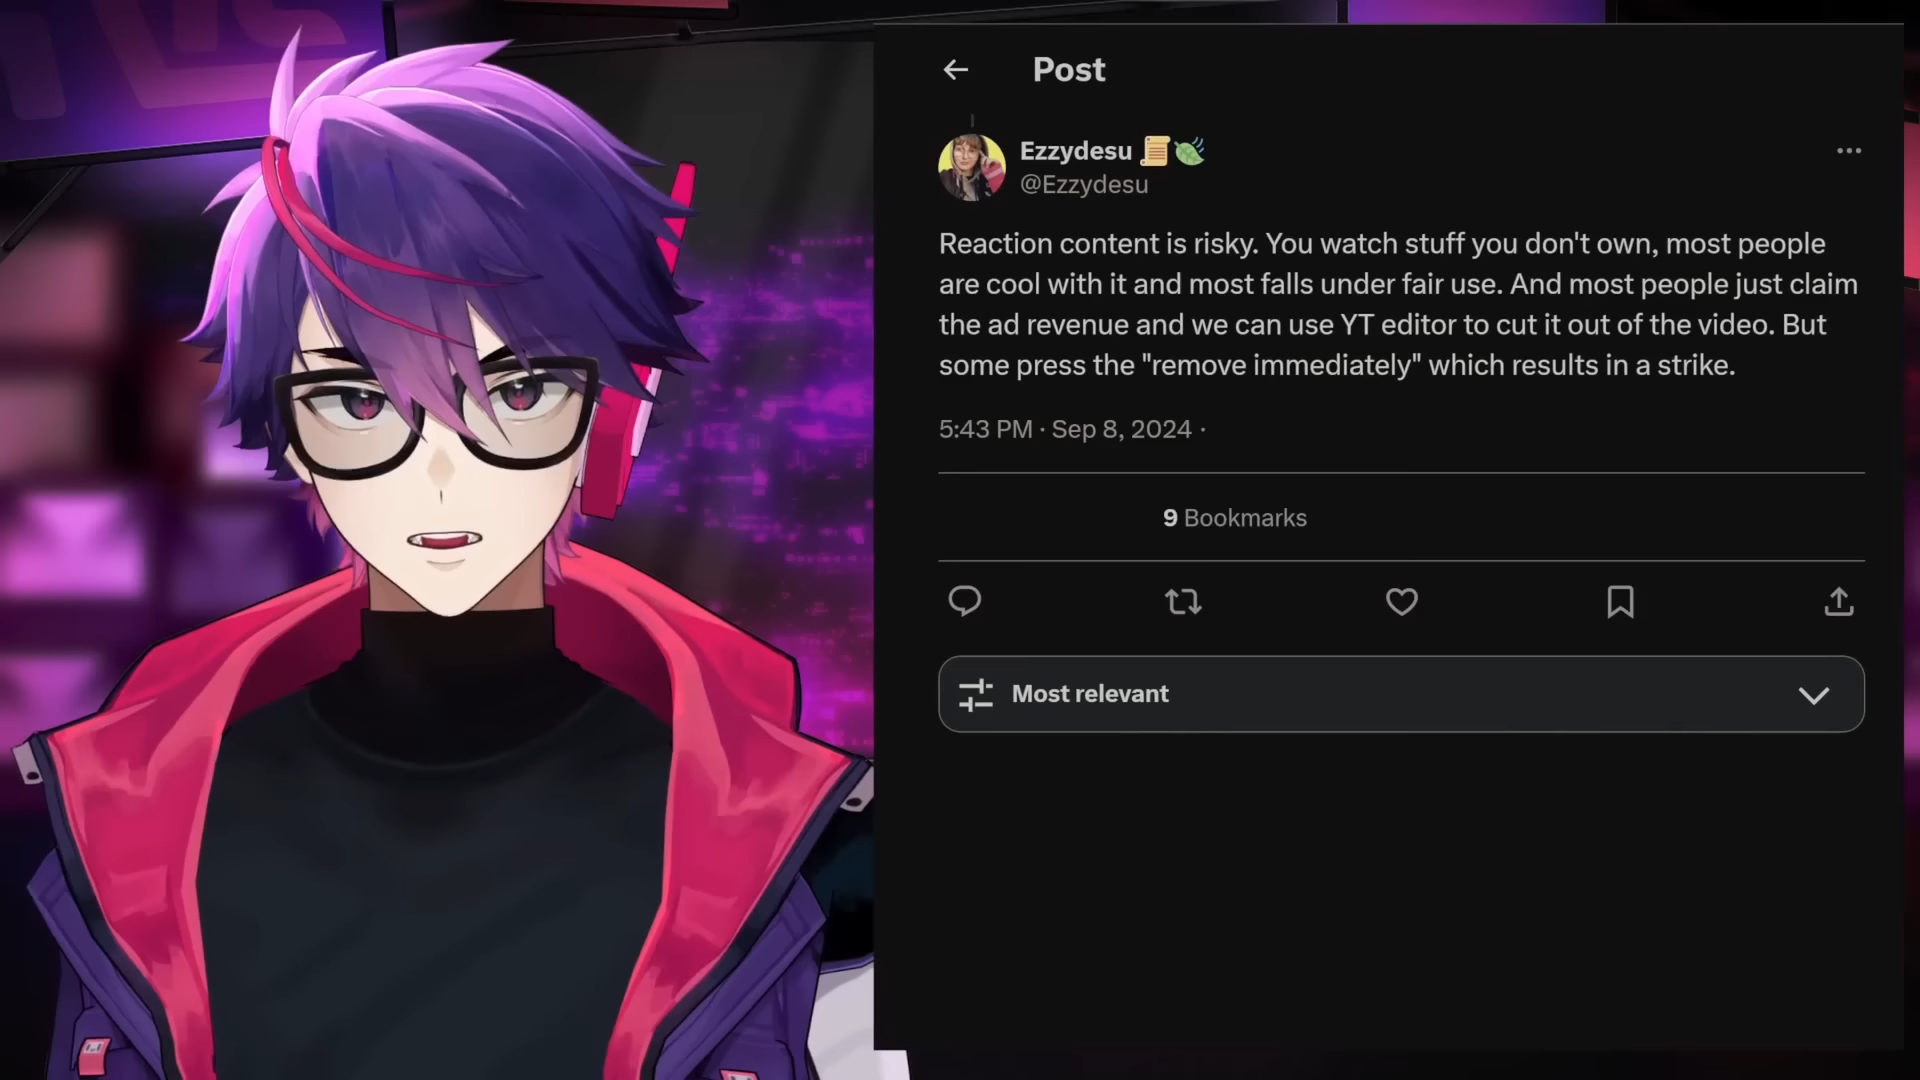 Post
Ezzydesu 📜🍃
@Ezzydesu
Reaction content is risky. You watch stuff you don't own, most people
are cool with it and most falls under fair use. And most people just claim
the ad revenue and we can use YT editor to cut it out of the video. But
some press the "remove immediately" which results in a strike.
5:43 PM · Sep 8, 2024 ·
9 Bookmarks
Most relevant